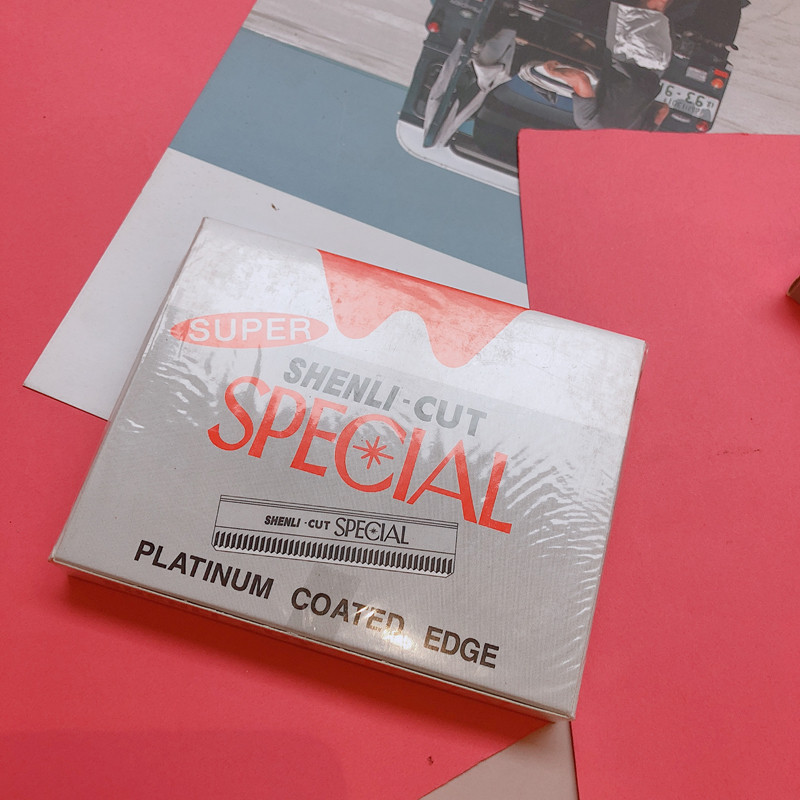 SUPER
SHENLI-CUT
SPECIAL
SHENLI-CUT SPECIAL
PLATINUM COATED EDGE